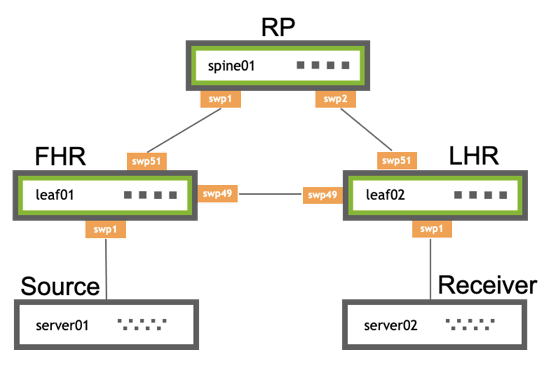 RP
spine01
swp1
swp2
FHR
swp51
swp51
LHR
leaf01
swp49
swp49
leaf02
swp1
swp1
Source
Receiver
server01
server02